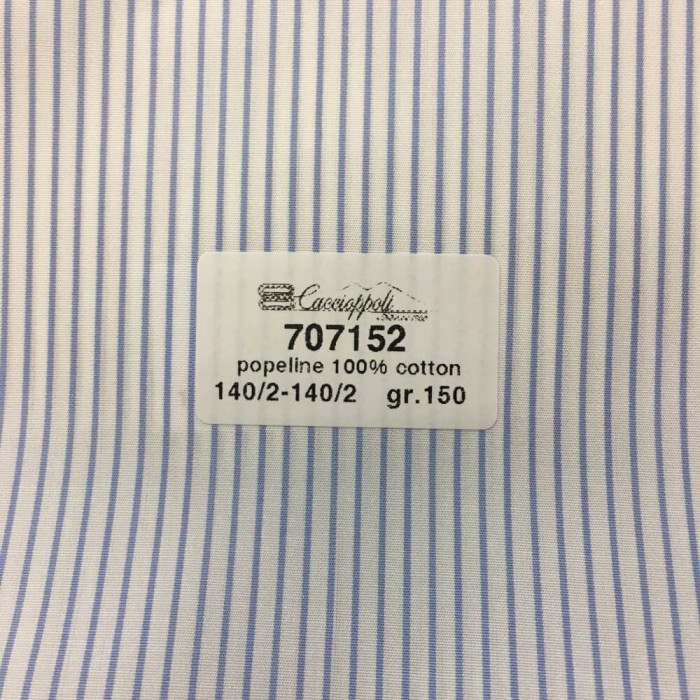 Caccioppoli
707152
popeline 100% cotton
140/2-140/2 gr.150